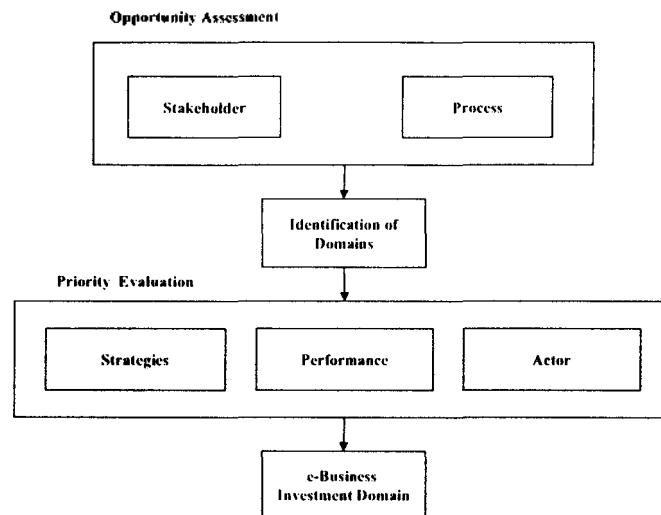 Opportunity Assessment
Stakeholder
Process
Identification of
Domains
Priority Evaluation
Strategies
Performance
Actor
e-Business
Investment Domain